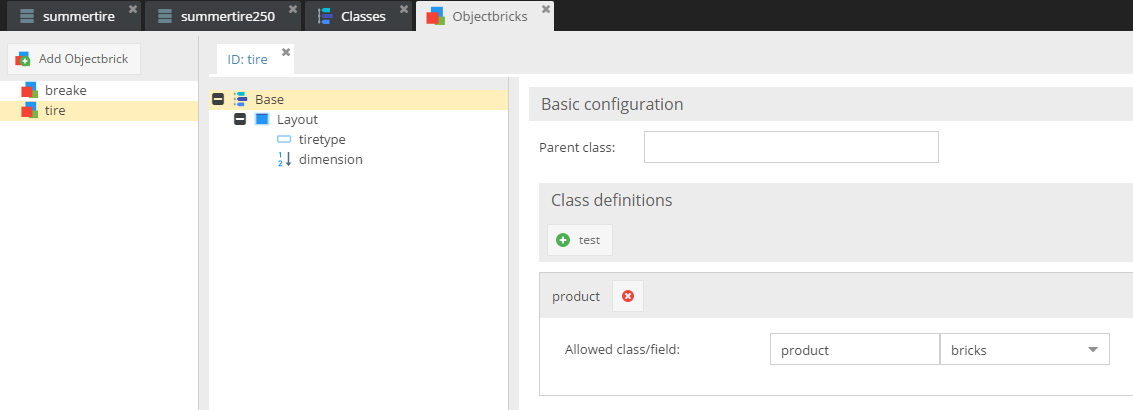 summertire
summertire250
Classes
Objectbricks
Add Objectbrick
breake
tire
ID: tire
Base
Layout
tiretype
dimension
Basic configuration
Parent class:
Class definitions
test
product
Allowed class/field:
product
bricks